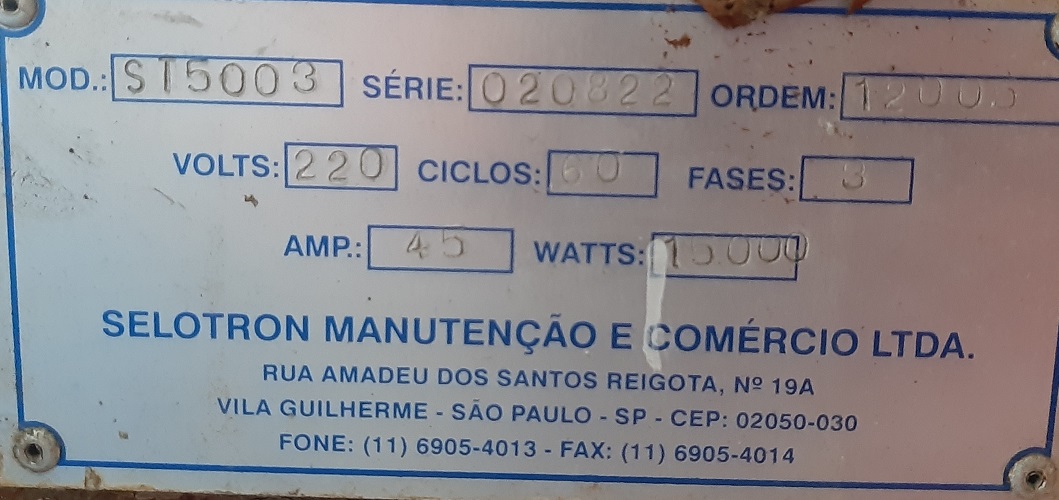 MOD.: ST5003 SÉRIE: 020822 ORDEM: 12003
VOLTS: 220 CICLOS: 60 FASES: 3
AMP.: 45 WATTS: 15000
SELOTRON MANUTENÇÃO E COMÉRCIO LTDA.
RUA AMADEU DOS SANTOS REIGOTA, Nº 19A
VILA GUILHERME - SÃO PAULO - SP - CEP: 02050-030
FONE: (11) 6905-4013 - FAX: (11) 6905-4014